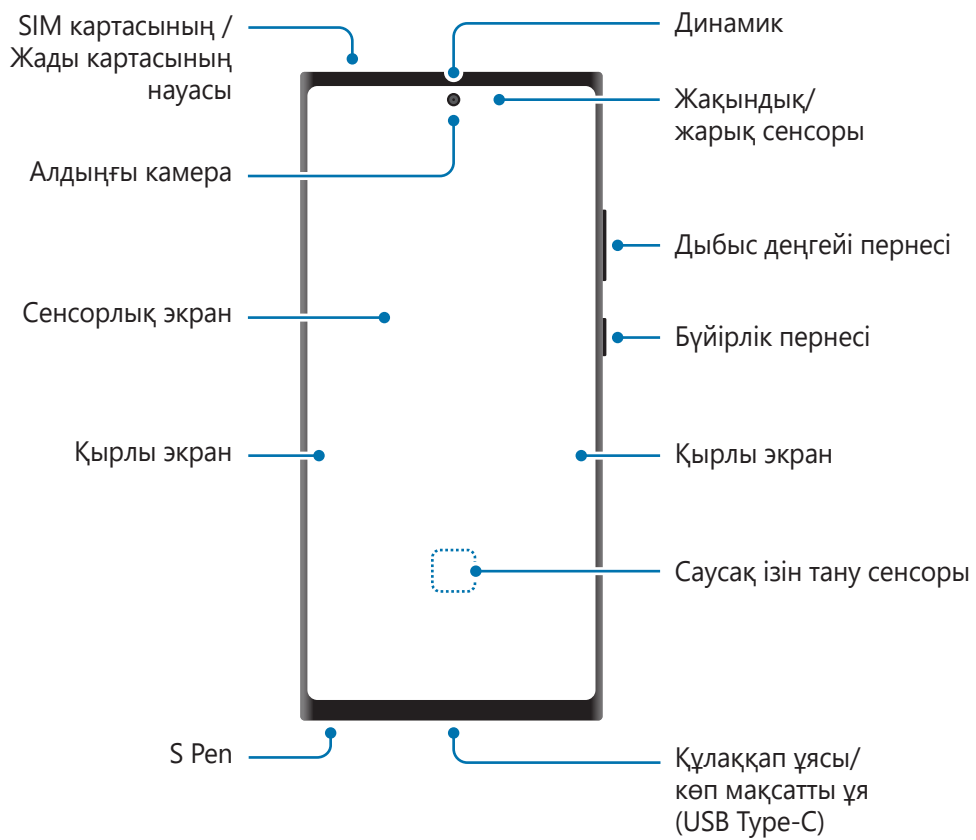 SIM картасының /
Жады картасының
науасы
Алдыңғы камера
Сенсорлық экран
Қырлы экран
S Pen
Динамик
Жақындық/
жарық сенсоры
Дыбыс деңгейі пернесі
Бүйірлік пернесі
Қырлы экран
Саусақ ізін тану сенсоры
Құлаққап ұясы/
көп мақсатты ұя
(USB Type-C)